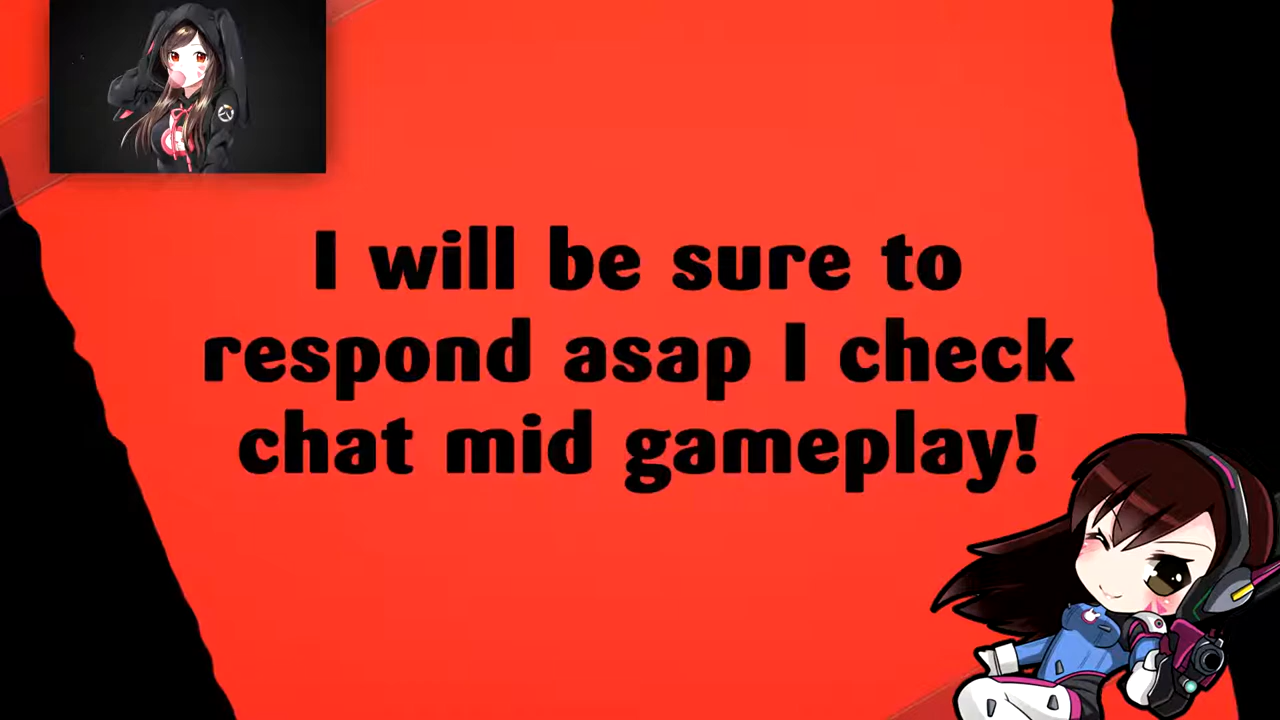 I will be sure to
respond asap I check
chat mid gameplay!